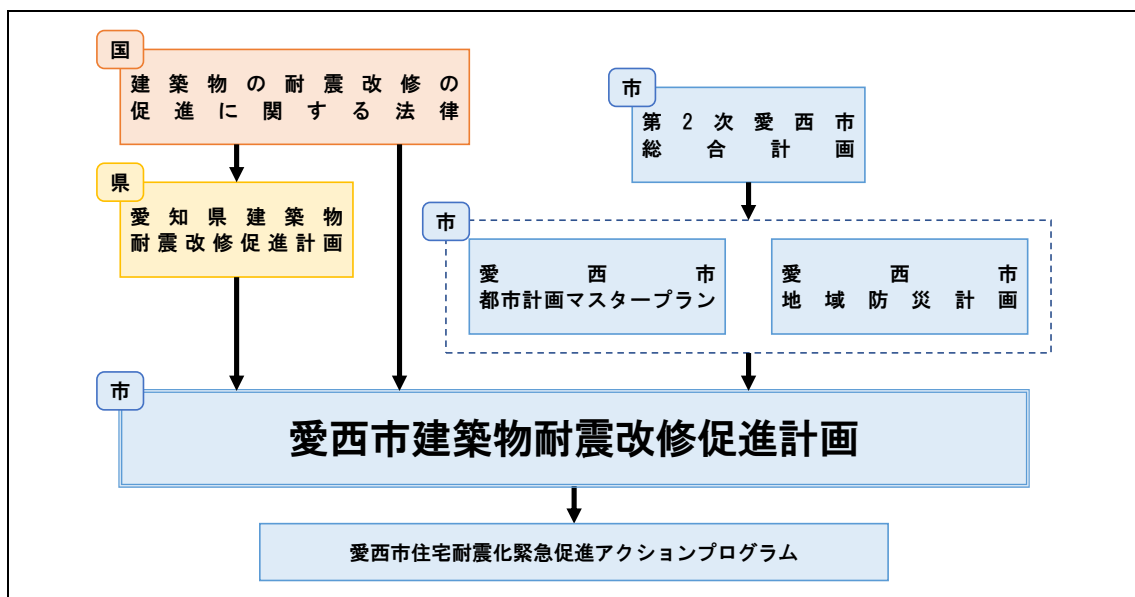 国
建築物の耐震改修の
促進に関する法律
市
第2次愛西市
総合計画
県
愛知県建築物
耐震改修促進計画
市
愛西市
都市計画マスタープラン
愛西市
地域防災計画
市
愛西市建築物耐震改修促進計画
愛西市住宅耐震化緊急促進アクションプログラム